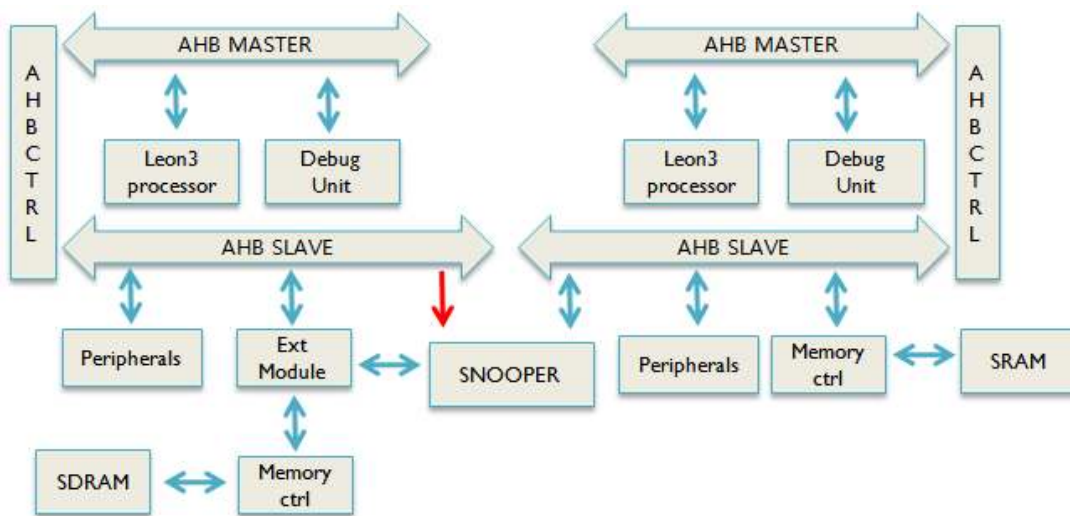 AHB MASTER
AHB MASTER
A
H
B
C
T
R
L
A
H
B
C
T
R
L
Leon3
processor
Debug
Unit
Leon3
processor
Debug
Unit
AHB SLAVE
AHB SLAVE
Peripherals
Ext
Module
SNOOPER
Peripherals
Memory
ctrl
SRAM
SDRAM
Memory
ctrl